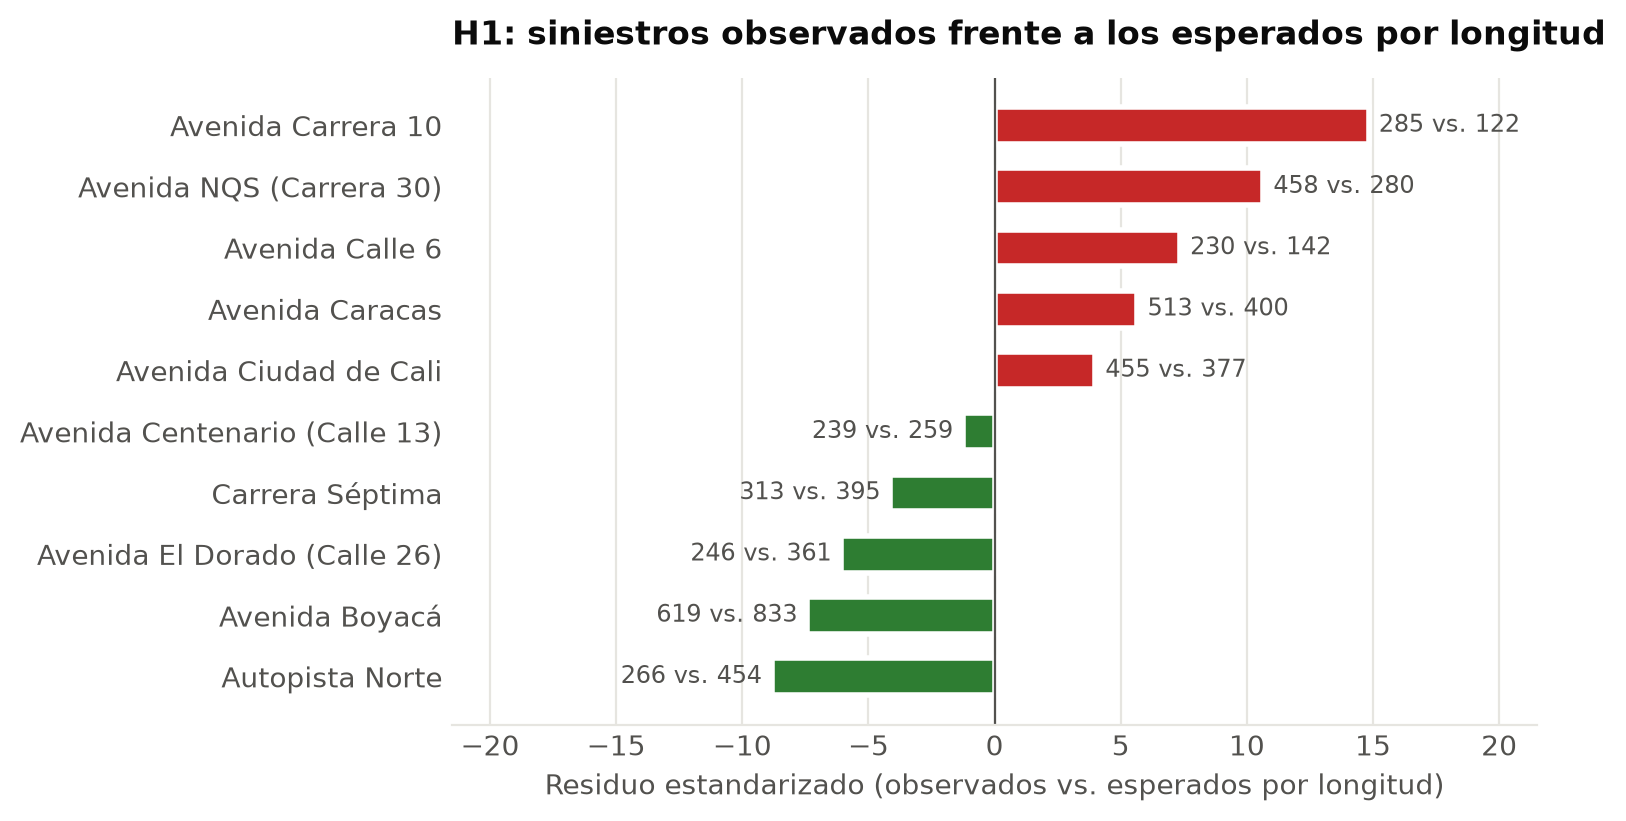 H1: siniestros observados frente a los esperados por longitud
Avenida Carrera 10
285 vs. 122
Avenida NQS (Carrera 30)
458 vs. 280
Avenida Calle 6
230 vs. 142
Avenida Caracas
513 vs. 400
Avenida Ciudad de Cali
455 vs. 377
Avenida Centenario (Calle 13)
239 vs. 259
Carrera Séptima
313 vs. 395
Avenida El Dorado (Calle 26)
246 vs. 361
Avenida Boyacá
619 vs. 833
Autopista Norte
266 vs. 454
−20 −15 −10 −5 0 5 10 15 20
Residuo estandarizado (observados vs. esperados por longitud)